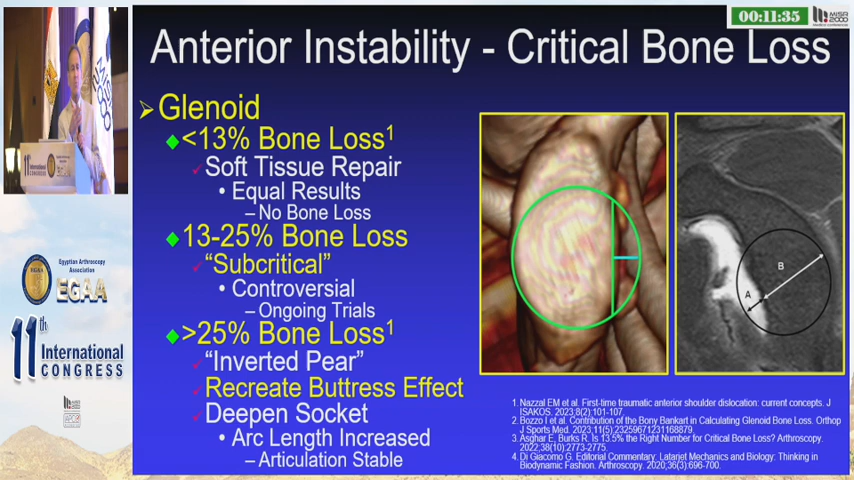 00:11:35
MISR
2000
Anterior Instability - Critical Bone Loss
Glenoid
<13% Bone Loss1
Soft Tissue Repair
Equal Results
No Bone Loss
13-25% Bone Loss
"Subcritical"
Controversial
Ongoing Trials
>25% Bone Loss1
"Inverted Pear"
Recreate Buttress Effect
Deepen Socket
Arc Length Increased
Articulation Stable
B
A
1. Nazzal EM et al. First-time traumatic anterior shoulder dislocation: current concepts. J
ISAKOS. 2023;8(2):101-107.
2. Bozzo I et al. Contribution of the Bony Bankart in Calculating Glenoid Bone Loss. Orthop
J Sports Med. 2023;11(5):23259671231168879.
3. Asghar E, Burks R. Is 13.5% the Right Number for Critical Bone Loss? Arthroscopy.
2022;38(10):2773-2775.
4. Di Giacomo G. Editorial Commentary: Latarjet Mechanics and Biology: Thinking in
Biodynamic Fashion. Arthroscopy. 2020;36(3):696-700.
11th
International
CONGRESS
Egyptian Arthroscopy
Association
EGAA
11th
International
CONGRESS